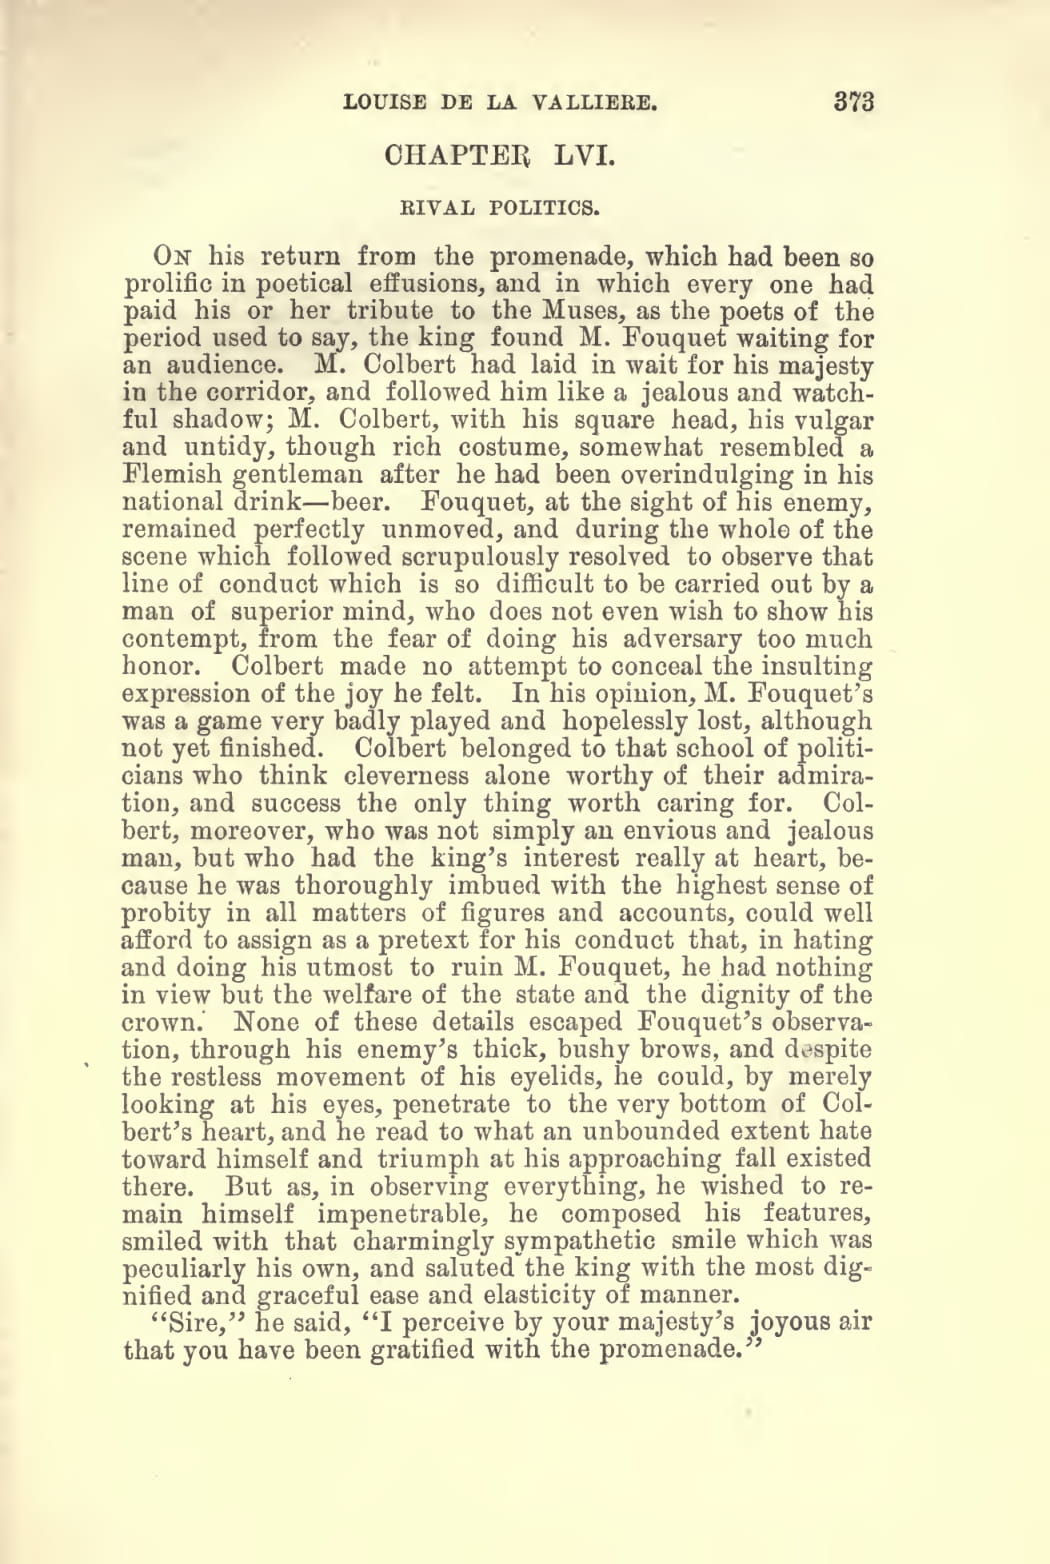 LOUISE DE LA VALLIERE. 373
CHAPTER LVI.
RIVAL POLITICS.
ON his return from the promenade, which had been so
prolific in poetical effusions, and in which every one had
paid his or her tribute to the Muses, as the poets of the
period used to say, the king found M. Fouquet waiting for
an audience. M. Colbert had laid in wait for his majesty
in the corridor, and followed him like a jealous and watch-
ful shadow; M. Colbert, with his square head, his vulgar
and untidy, though rich costume, somewhat resembled a
Flemish gentleman after he had been overindulging in his
national drink—beer. Fouquet, at the sight of his enemy,
remained perfectly unmoved, and during the whole of the
scene which followed scrupulously resolved to observe that
line of conduct which is so difficult to be carried out by a
man of superior mind, who does not even wish to show his
contempt, from the fear of doing his adversary too much
honor. Colbert made no attempt to conceal the insulting
expression of the joy he felt. In his opinion, M. Fouquet's
was a game very badly played and hopelessly lost, although
not yet finished. Colbert belonged to that school of politi-
cians who think cleverness alone worthy of their admira-
tion, and success the only thing worth caring for. Col-
bert, moreover, who was not simply an envious and jealous
man, but who had the king's interest really at heart, be-
cause he was thoroughly imbued with the highest sense of
probity in all matters of figures and accounts, could well
afford to assign as a pretext for his conduct that, in hating
and doing his utmost to ruin M. Fouquet, he had nothing
in view but the welfare of the state and the dignity of the
crown. None of these details escaped Fouquet's observa-
tion, through his enemy's thick, bushy brows, and despite
the restless movement of his eyelids, he could, by merely
looking at his eyes, penetrate to the very bottom of Col-
bert's heart, and he read to what an unbounded extent hate
toward himself and triumph at his approaching fall existed
there. But as, in observing everything, he wished to re-
main himself impenetrable, he composed his features,
smiled with that charmingly sympathetic smile which was
peculiarly his own, and saluted the king with the most dig-
nified and graceful ease and elasticity of manner.
"Sire," he said, "I perceive by your majesty's joyous air
that you have been gratified with the promenade."